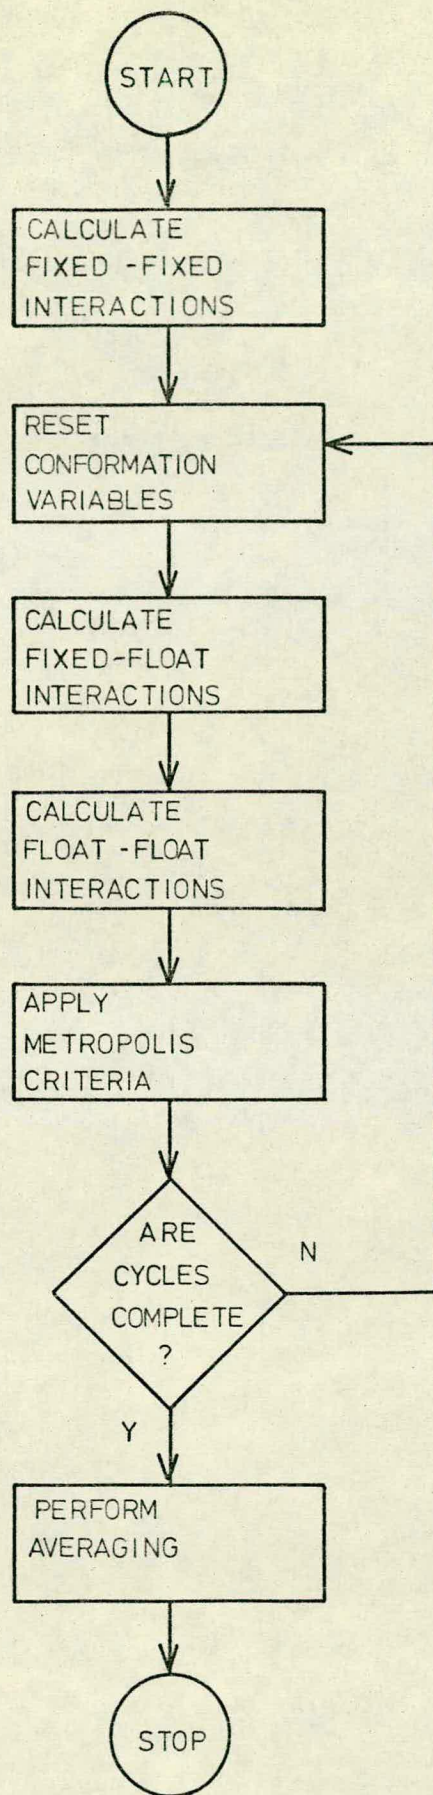 START
CALCULATE
FIXED -FIXED
INTERACTIONS
RESET
CONFORMATION
VARIABLES
CALCULATE
FIXED-FLOAT
INTERACTIONS
CALCULATE
FLOAT -FLOAT
INTERACTIONS
APPLY
METROPOLIS
CRITERIA
ARE
CYCLES
COMPLETE
?
N
Y
PERFORM
AVERAGING
STOP